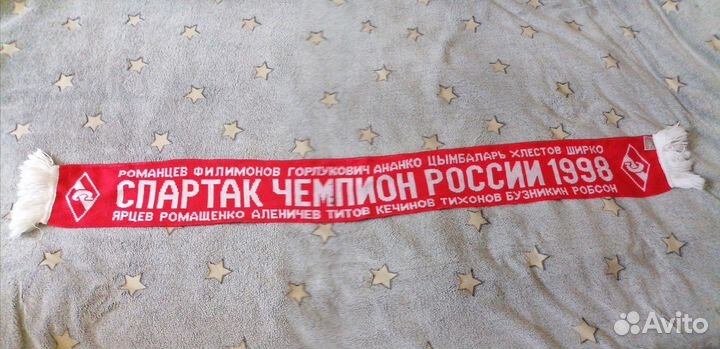 РОМАНЦЕВ ФИЛИМОНОВ ГОРЛУКОВИЧ АНАНКО ЦЫМБАЛАРЬ ХЛЕСТОВ ШИРКО
СПАРТАК ЧЕМПИОН РОССИИ 1998
ЯРЦЕВ РОМАЩЕНКО АЛЕНИЧЕВ ТИТОВ КЕЧИНОВ ТИХОНОВ БУЗНИКИН РОБСОН
Avito